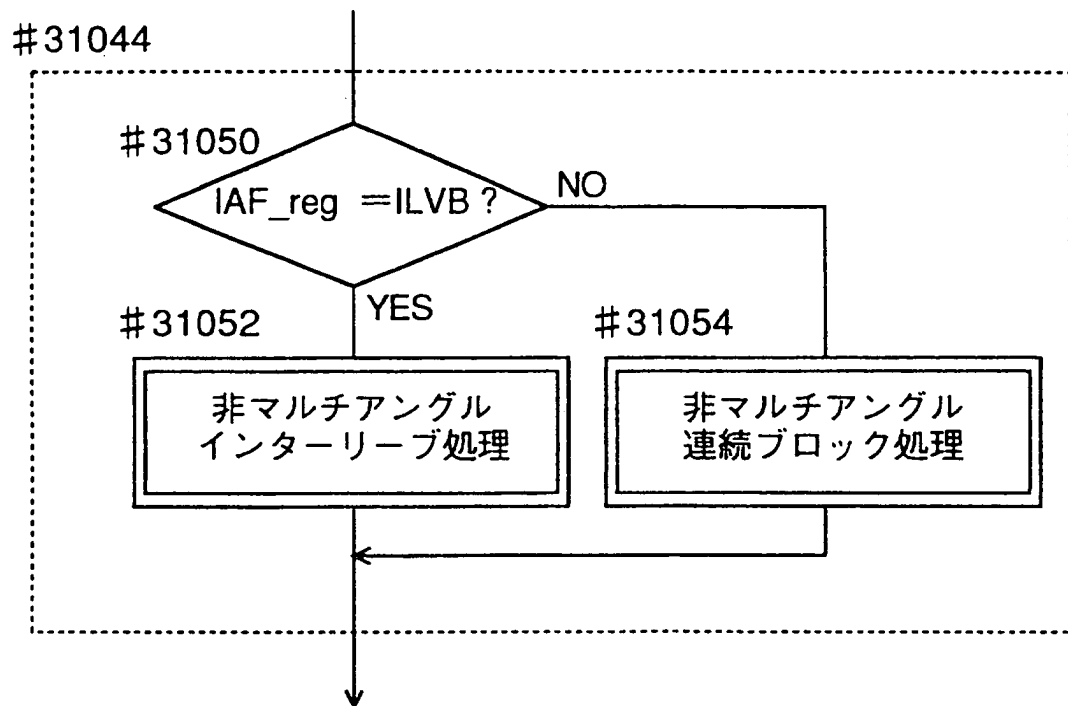 #31044
#31050
IAF_reg =ILVB ?
NO
YES
#31052
#31054
非マルチアングル
インターリーブ処理
非マルチアングル
連続ブロック処理